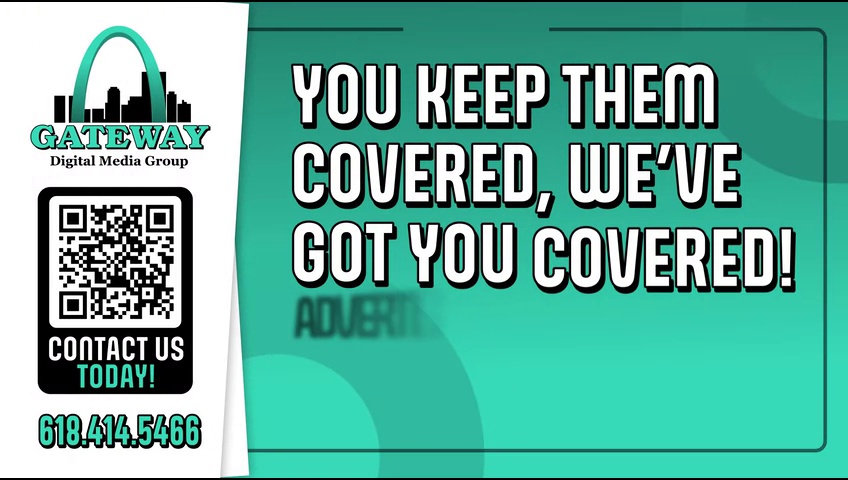 GATEWAY
Digital Media Group
CONTACT US
TODAY!
618.414.5466
YOU KEEP THEM
COVERED, WE'VE
GOT YOU COVERED!